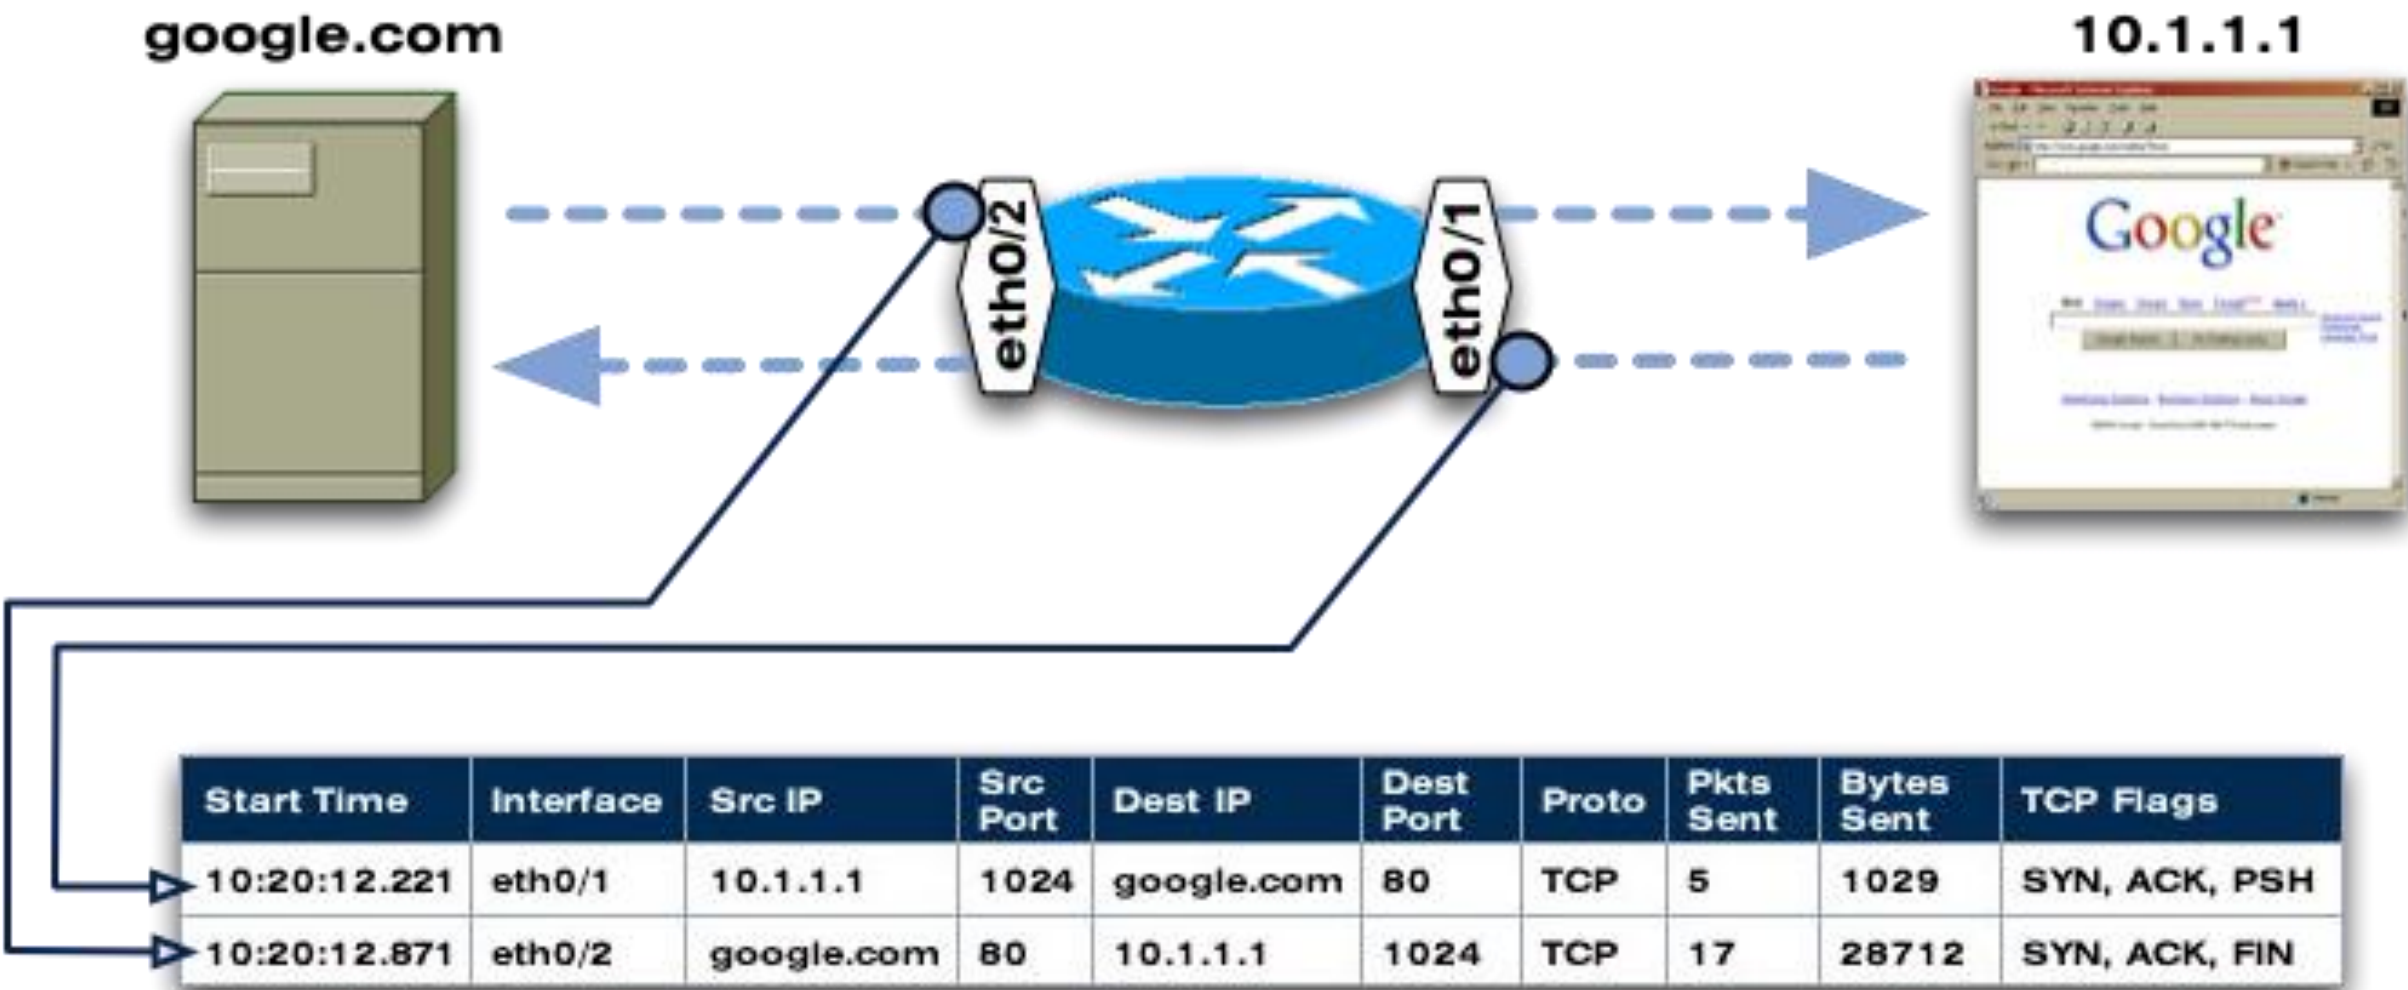 google.com
10.1.1.1
eth0/2
eth0/1
Google
Start Time Interface Src IP Src Port Dest IP Dest Port Proto Pkts Sent Bytes Sent TCP Flags
10:20:12.221 eth0/1 10.1.1.1 1024 google.com 80 TCP 5 1029 SYN, ACK, PSH
10:20:12.871 eth0/2 google.com 80 10.1.1.1 1024 TCP 17 28712 SYN, ACK, FIN